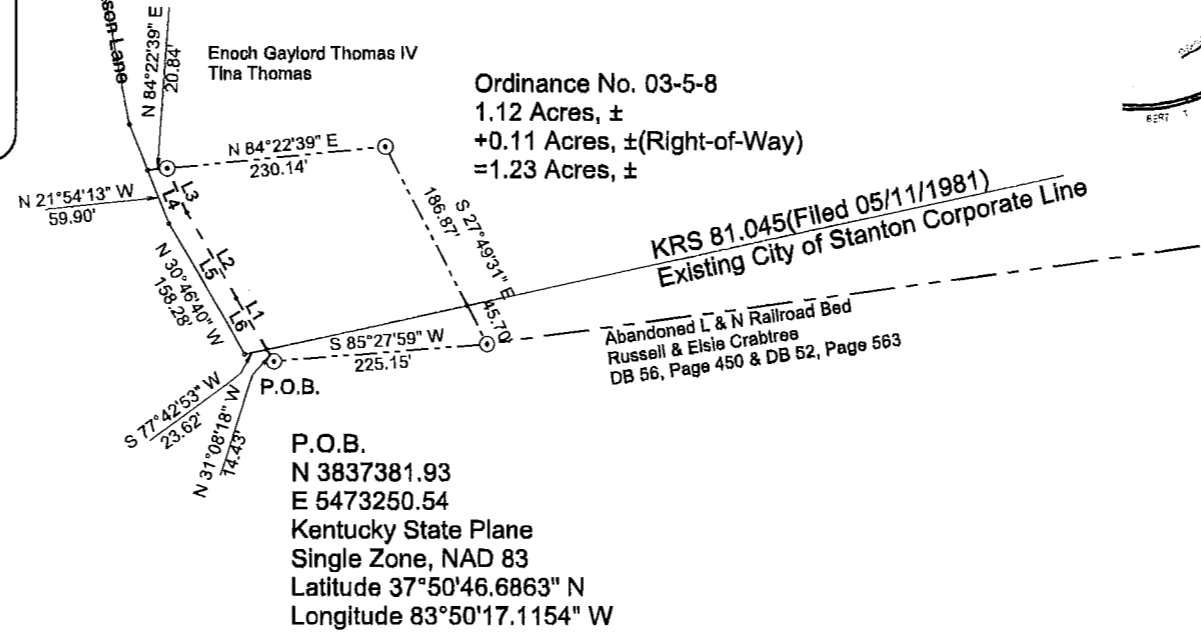 Lane
N 84°22'39" E
20.84'
Enoch Gaylord Thomas IV
Tina Thomas
Ordinance No. 03-5-8
1.12 Acres, ±
+0.11 Acres, ±(Right-of-Way)
=1.23 Acres, ±
N 84°22'39" E
230.14'
N 21°54'13" W
59.90'
L3
L4
S 27°49'31" E
186.87'
45.70'
KRS 81.045(Filed 05/11/1981)
Existing City of Stanton Corporate Line
L2
L5
N 30°46'40" W
158.28'
L1
L6
S 85°27'59" W
225.15'
Abandoned L & N Railroad Bed
Russell & Elsie Crabtree
DB 56, Page 450 & DB 52, Page 563
P.O.B.
S 77°42'53" W
23.62'
N 31°08'18" W
14.43'
P.O.B.
N 3837381.93
E 5473250.54
Kentucky State Plane
Single Zone, NAD 83
Latitude 37°50'46.6863" N
Longitude 83°50'17.1154" W